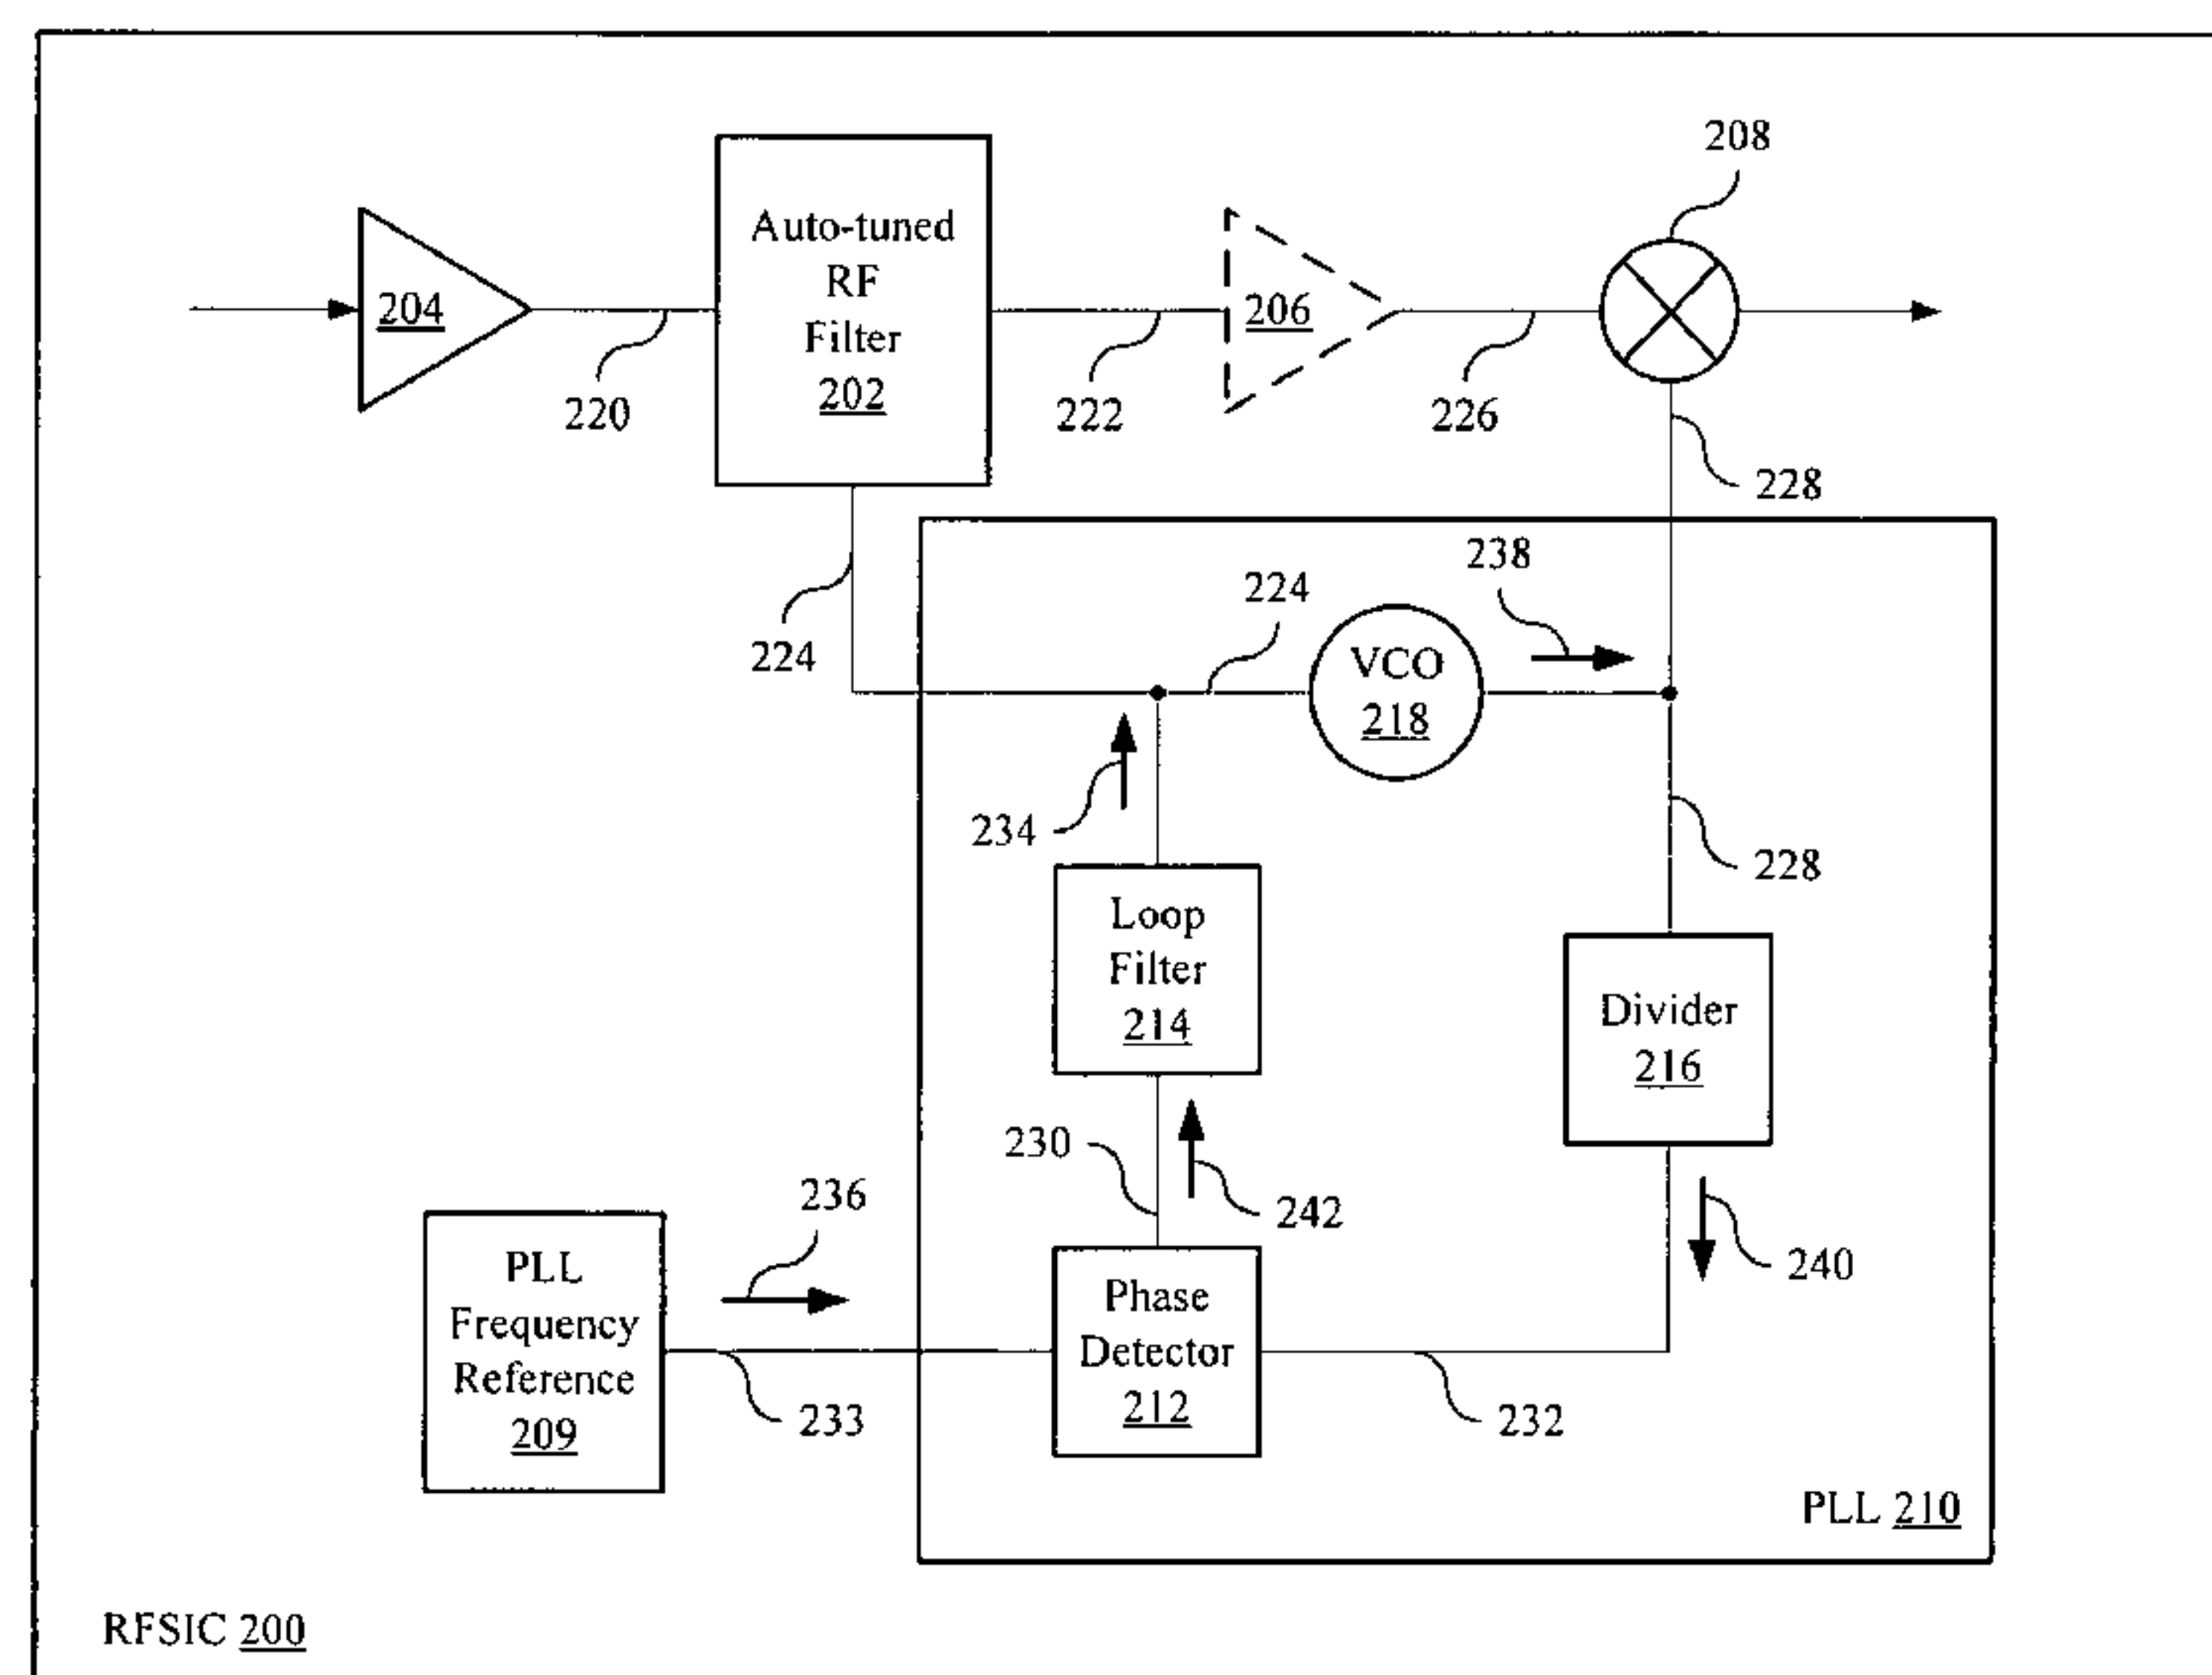 208
Auto-tuned
RF
Filter
202
204
206
220
222
226
228
238
224
224
VCO
218
234
228
Loop
Filter
214
Divider
216
230
242
240
236
PLL
Frequency
Reference
209
Phase
Detector
212
233
232
PLL 210
RFSIC 200